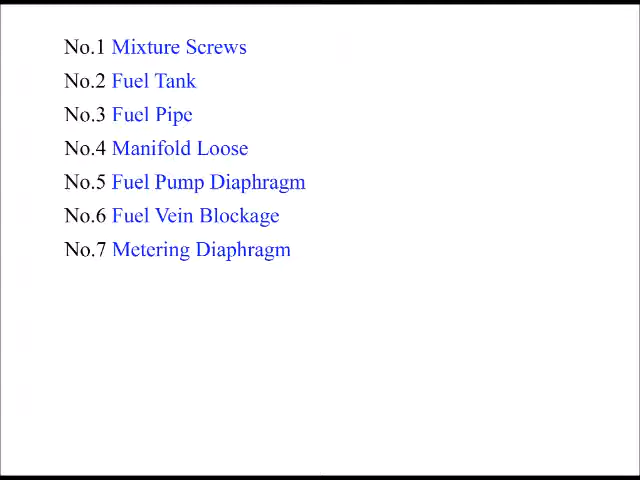 No.1 Mixture Screws
No.2 Fuel Tank
No.3 Fuel Pipe
No.4 Manifold Loose
No.5 Fuel Pump Diaphragm
No.6 Fuel Vein Blockage
No.7 Metering Diaphragm